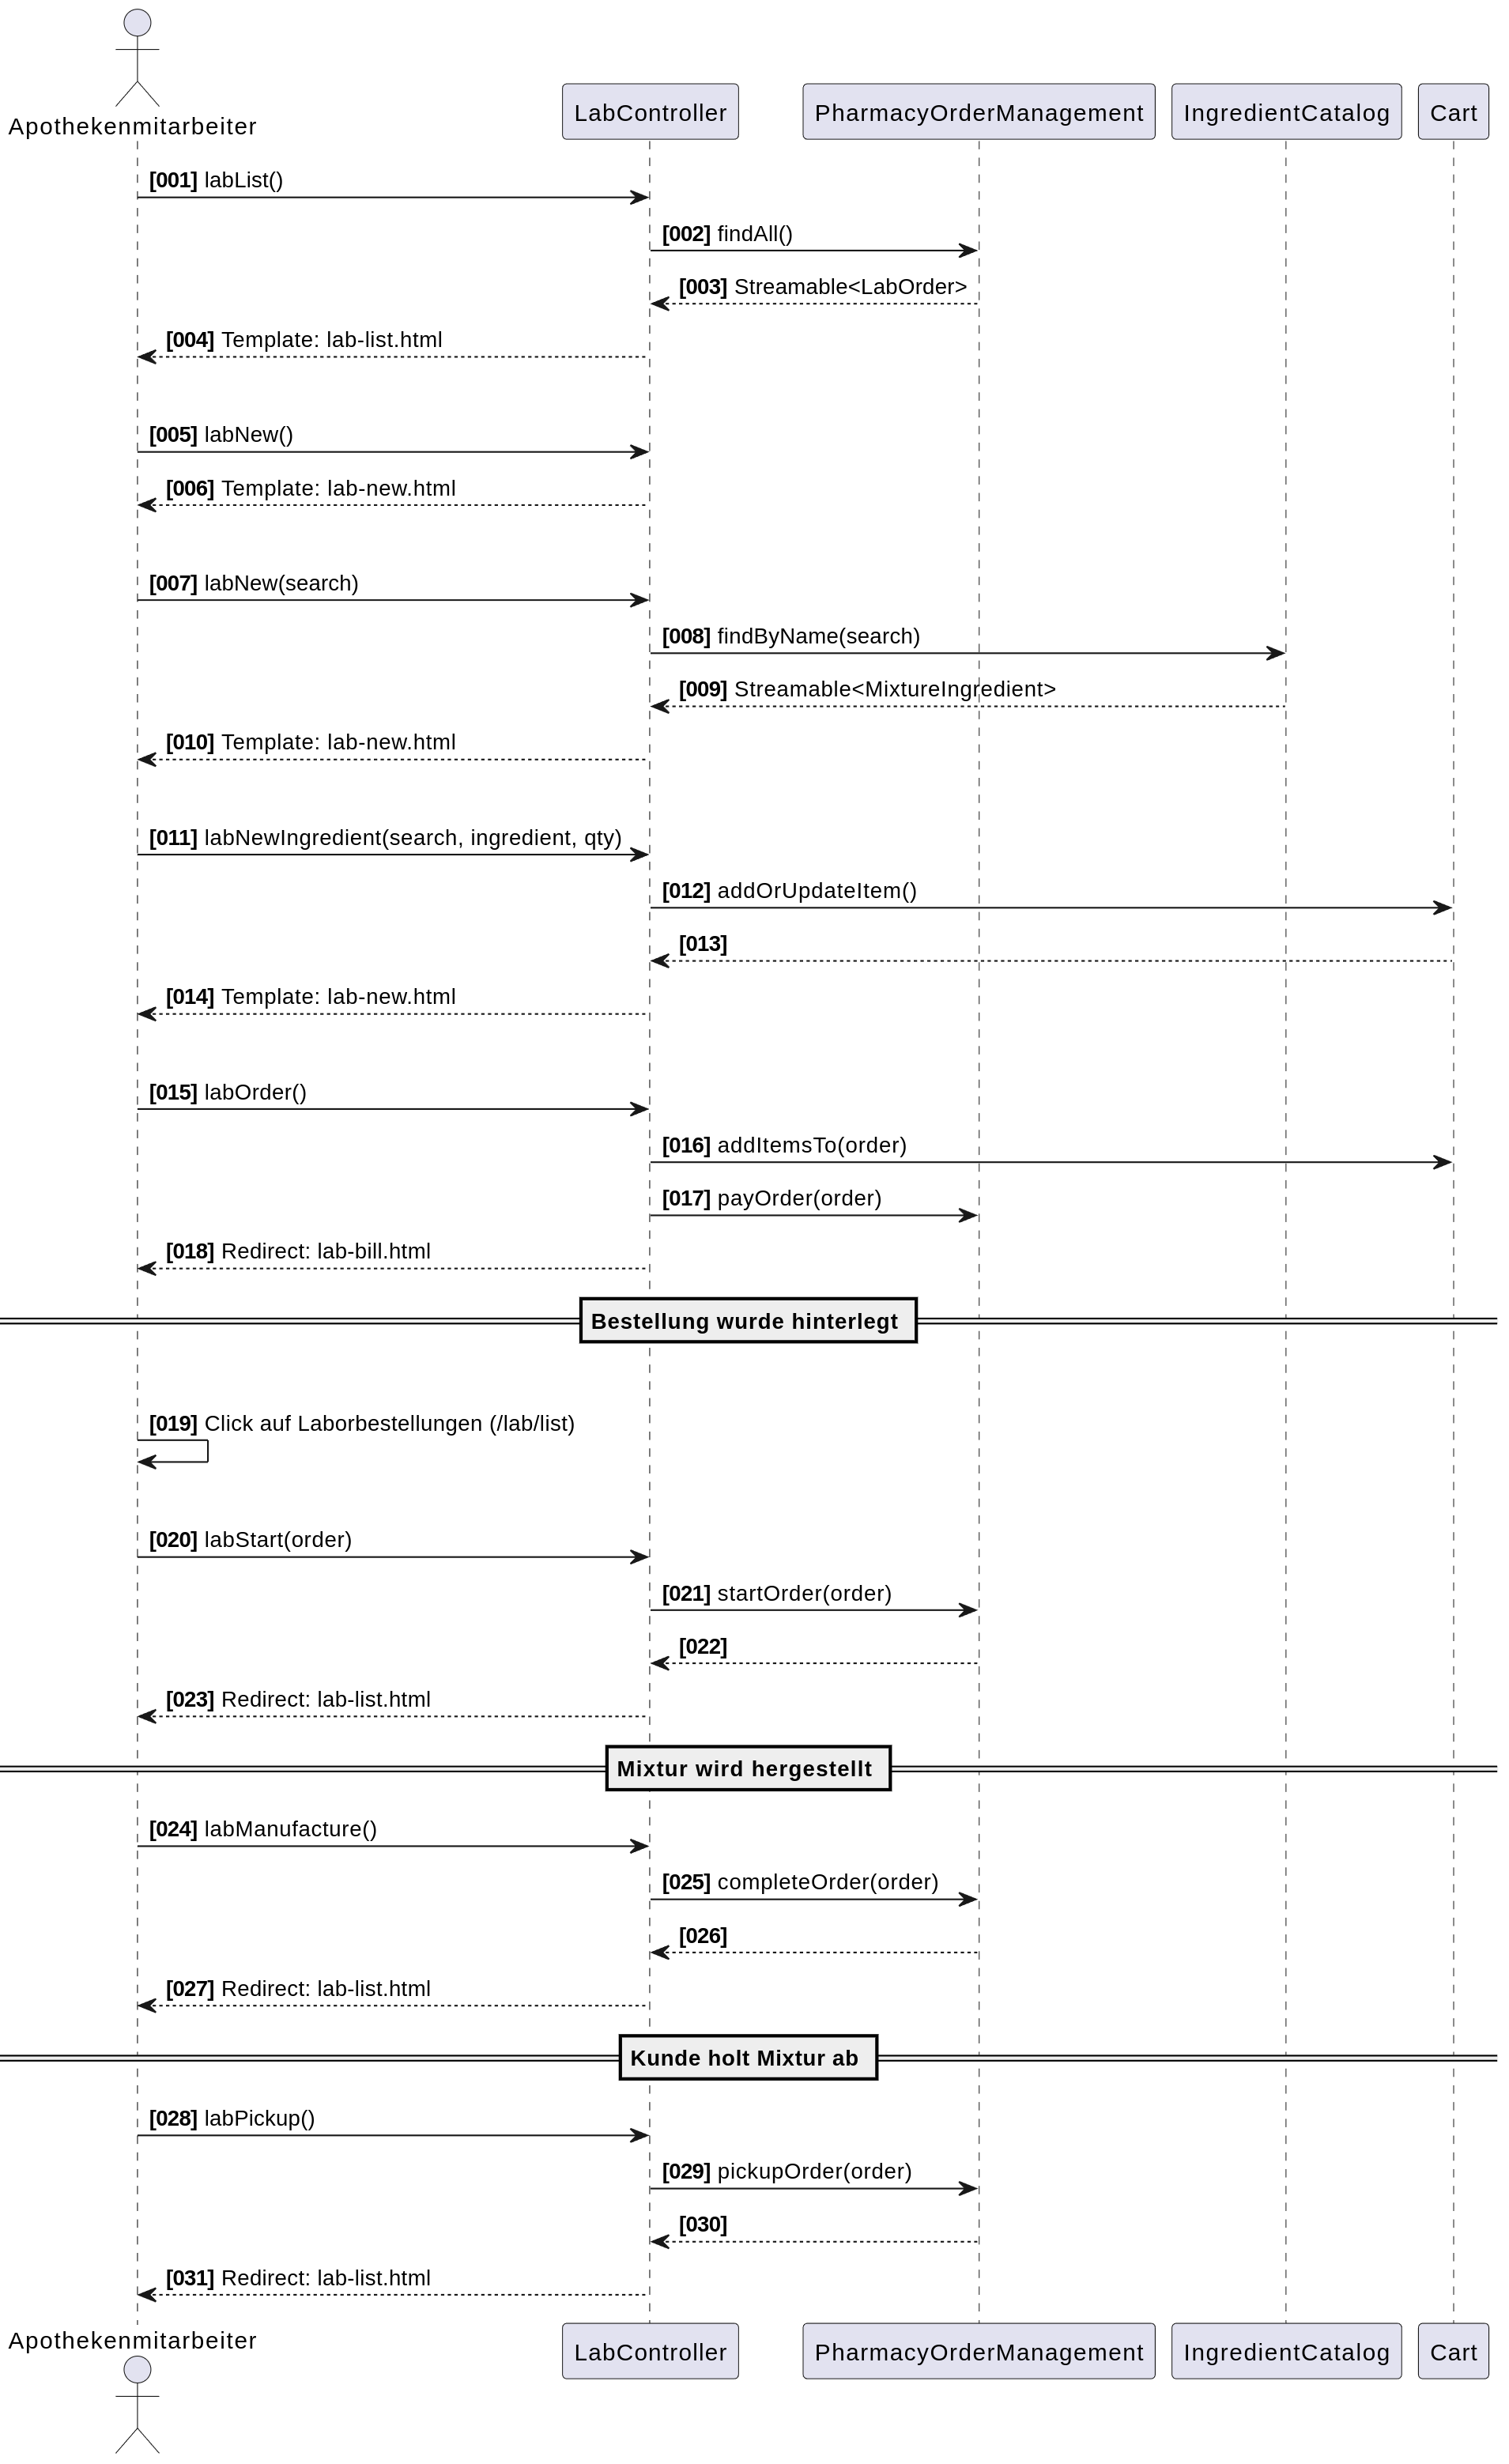 Apothekenmitarbeiter
LabController
PharmacyOrderManagement
IngredientCatalog
Cart
[001] labList()
[002] findAll()
[003] Streamable<LabOrder>
[004] Template: lab-list.html
[005] labNew()
[006] Template: lab-new.html
[007] labNew(search)
[008] findByName(search)
[009] Streamable<MixtureIngredient>
[010] Template: lab-new.html
[011] labNewIngredient(search, ingredient, qty)
[012] addOrUpdateItem()
[013]
[014] Template: lab-new.html
[015] labOrder()
[016] addItemsTo(order)
[017] payOrder(order)
[018] Redirect: lab-bill.html
Bestellung wurde hinterlegt
[019] Click auf Laborbestellungen (/lab/list)
[020] labStart(order)
[021] startOrder(order)
[022]
[023] Redirect: lab-list.html
Mixtur wird hergestellt
[024] labManufacture()
[025] completeOrder(order)
[026]
[027] Redirect: lab-list.html
Kunde holt Mixtur ab
[028] labPickup()
[029] pickupOrder(order)
[030]
[031] Redirect: lab-list.html
Apothekenmitarbeiter
LabController
PharmacyOrderManagement
IngredientCatalog
Cart